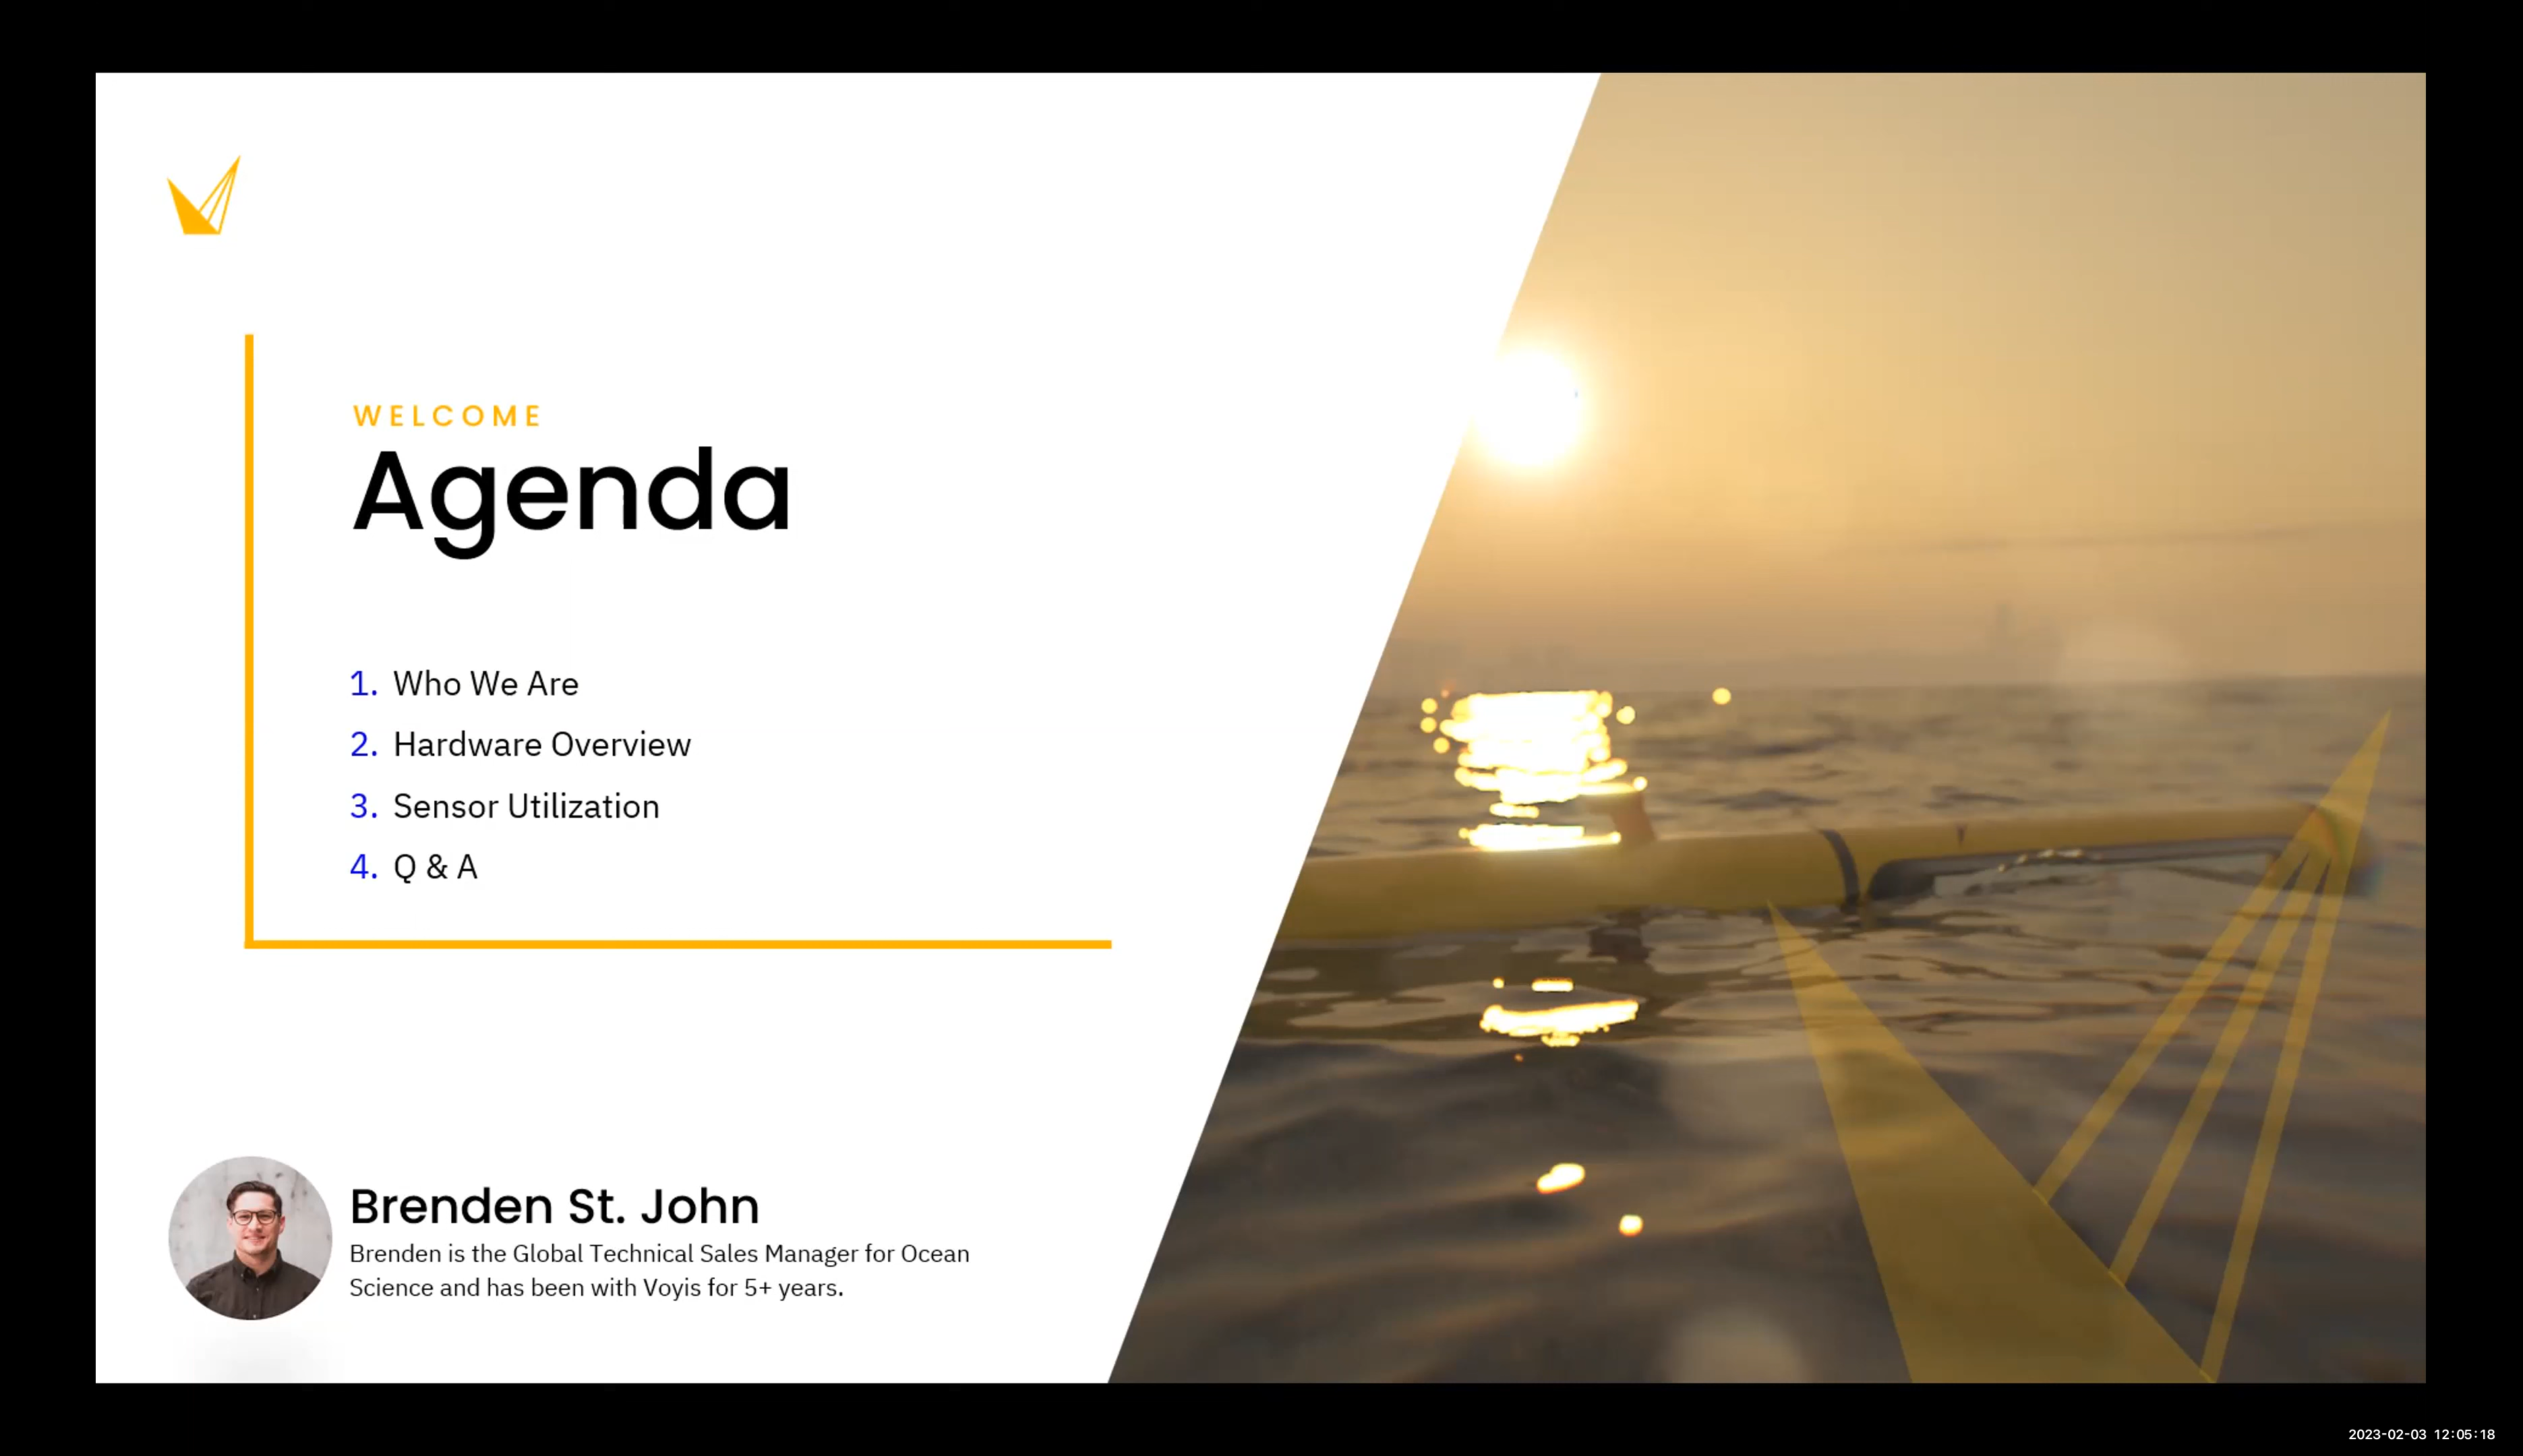 WELCOME
Agenda
1. Who We Are
2. Hardware Overview
3. Sensor Utilization
4. Q & A
Brenden St. John
Brenden is the Global Technical Sales Manager for Ocean
Science and has been with Voyis for 5+ years.
2023-02-03 12:05:18